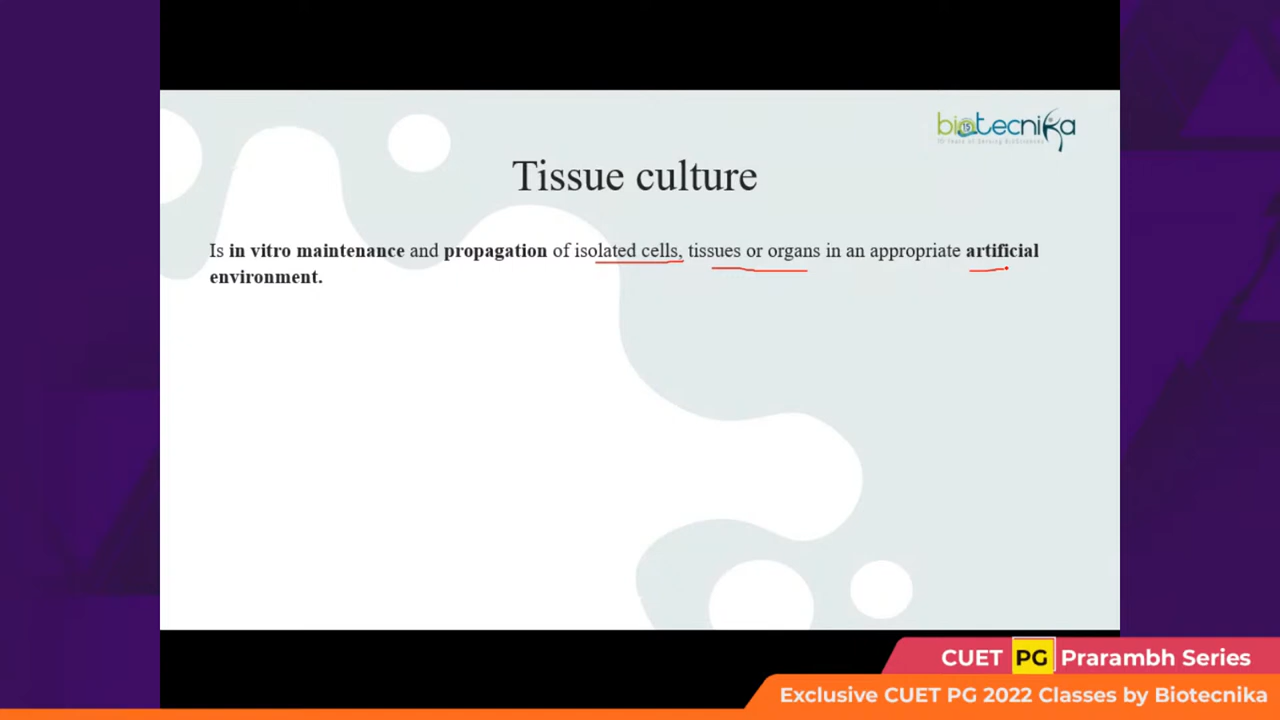 biotecnika
Tissue culture
Is in vitro maintenance and propagation of isolated cells, tissues or organs in an appropriate artificial
environment.
CUET PG Prarambh Series
Exclusive CUET PG 2022 Classes by Biotecnika